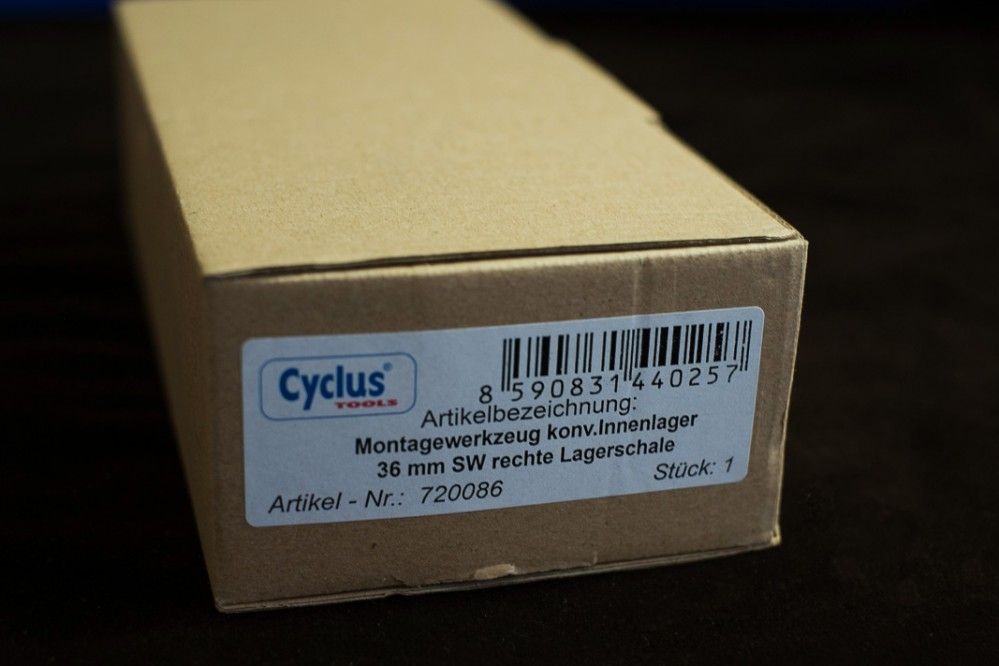 Cyclus®
TOOLS
8 590831 440257
Artikelbezeichnung:
Montagewerkzeug konv.Innenlager
36 mm SW rechte Lagerschale
Stück: 1
Artikel - Nr.: 720086